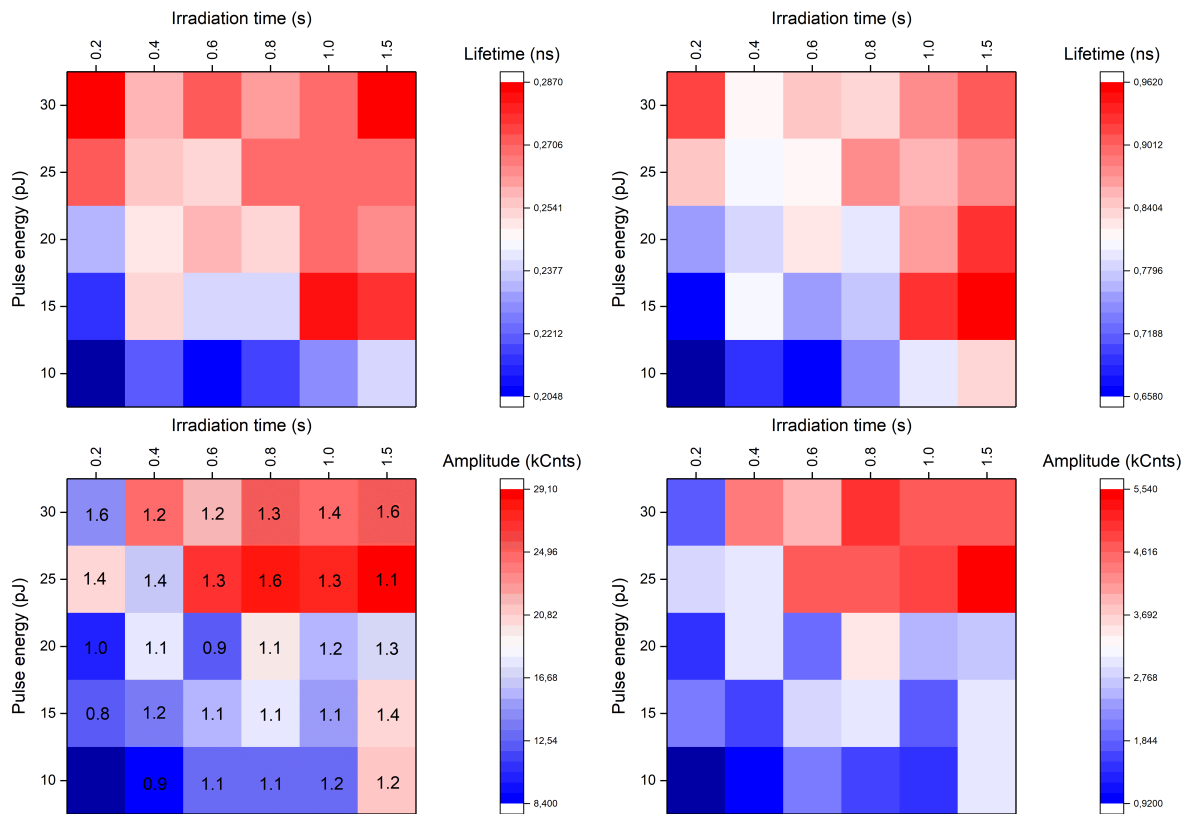 Irradiation time (s)
0.2 0.4 0.6 0.8 1.0 1.5
Lifetime (ns)
Pulse energy (pJ)
30
25
20
15
10
0,2870
0,2706
0,2541
0,2377
0,2212
0,2048
Irradiation time (s)
0.2 0.4 0.6 0.8 1.0 1.5
Lifetime (ns)
Pulse energy (pJ)
30
25
20
15
10
0,9620
0,9012
0,8404
0,7796
0,7188
0,6580
Irradiation time (s)
0.2 0.4 0.6 0.8 1.0 1.5
Amplitude (kCnts)
Pulse energy (pJ)
30 1.6 1.2 1.2 1.3 1.4 1.6
25 1.4 1.4 1.3 1.6 1.3 1.1
20 1.0 1.1 0.9 1.1 1.2 1.3
15 0.8 1.2 1.1 1.1 1.1 1.4
10 0.9 1.1 1.1 1.2 1.2
29,10
24,96
20,82
16,68
12,54
8,400
Irradiation time (s)
0.2 0.4 0.6 0.8 1.0 1.5
Amplitude (kCnts)
Pulse energy (pJ)
30
25
20
15
10
5,540
4,616
3,692
2,768
1,844
0,9200